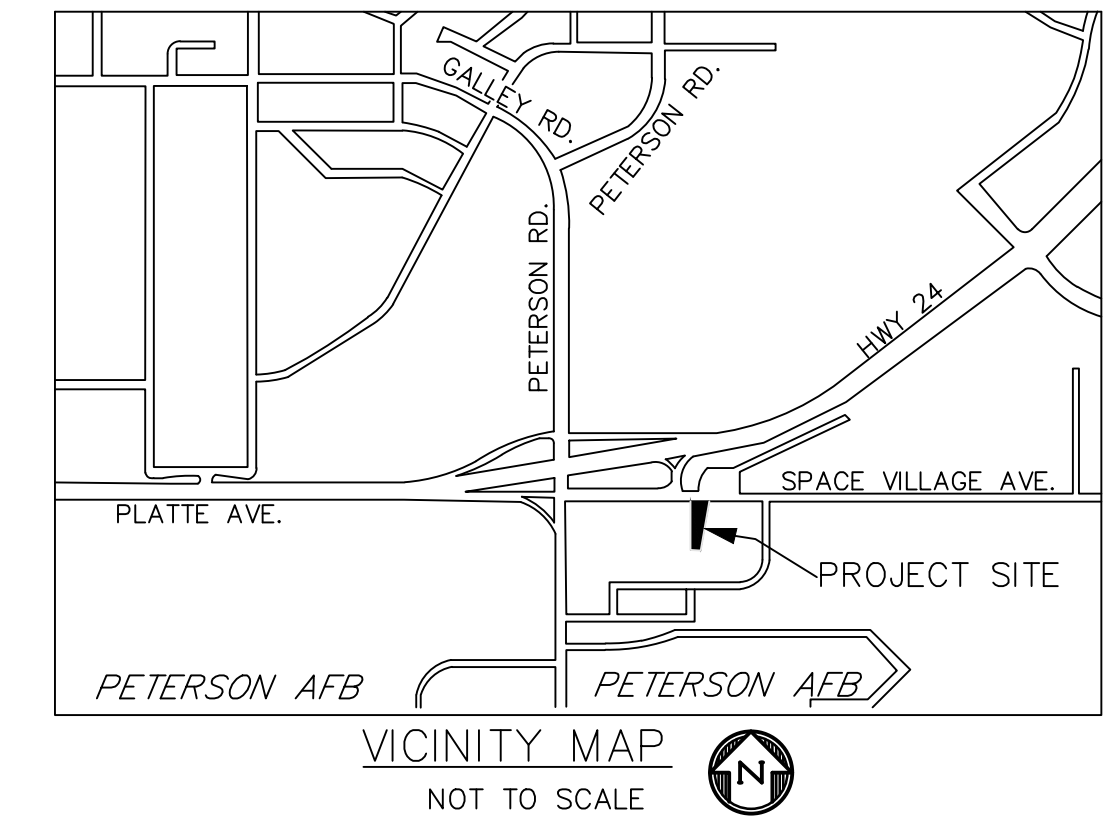 GALLEY RD.
PETERSON RD.
PETERSON RD.
HWY 24
SPACE VILLAGE AVE.
PLATTE AVE.
PROJECT SITE
PETERSON AFB
PETERSON AFB
VICINITY MAP
N
NOT TO SCALE